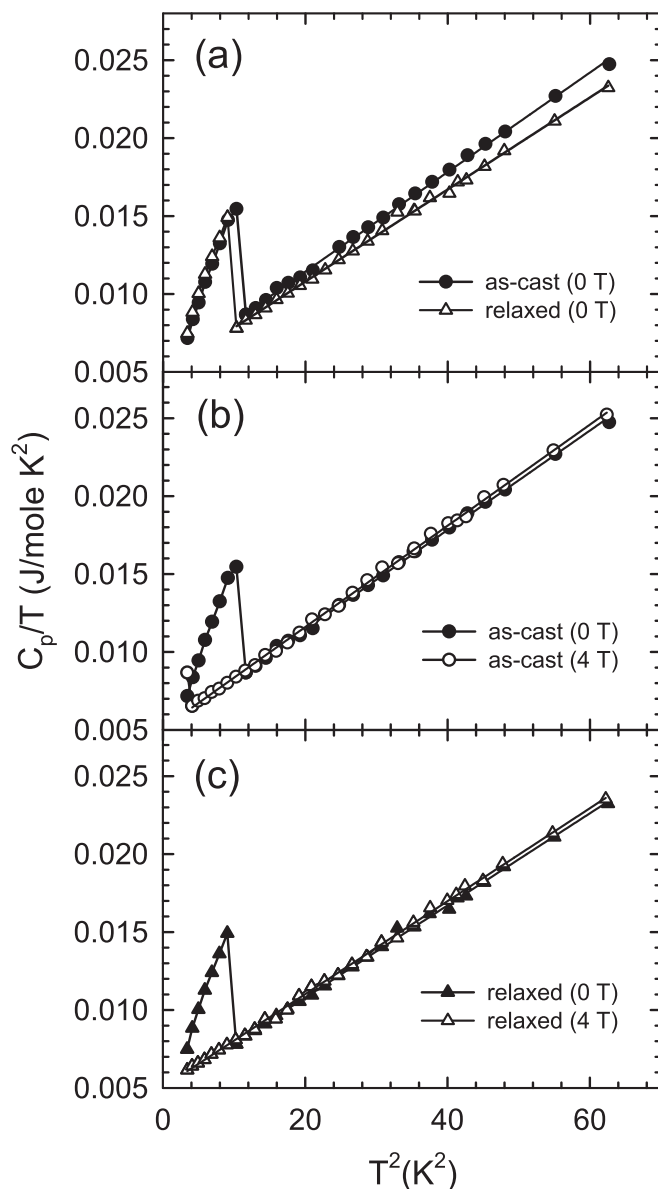 (a)
0.025
0.020
0.015
0.010
0.005
as-cast (0 T)
relaxed (0 T)
(b)
0.025
0.020
0.015
0.010
0.005
as-cast (0 T)
as-cast (4 T)
C_p/T (J/mole K²)
(c)
0.025
0.020
0.015
0.010
0.005
relaxed (0 T)
relaxed (4 T)
0 20 40 60
T²(K²)